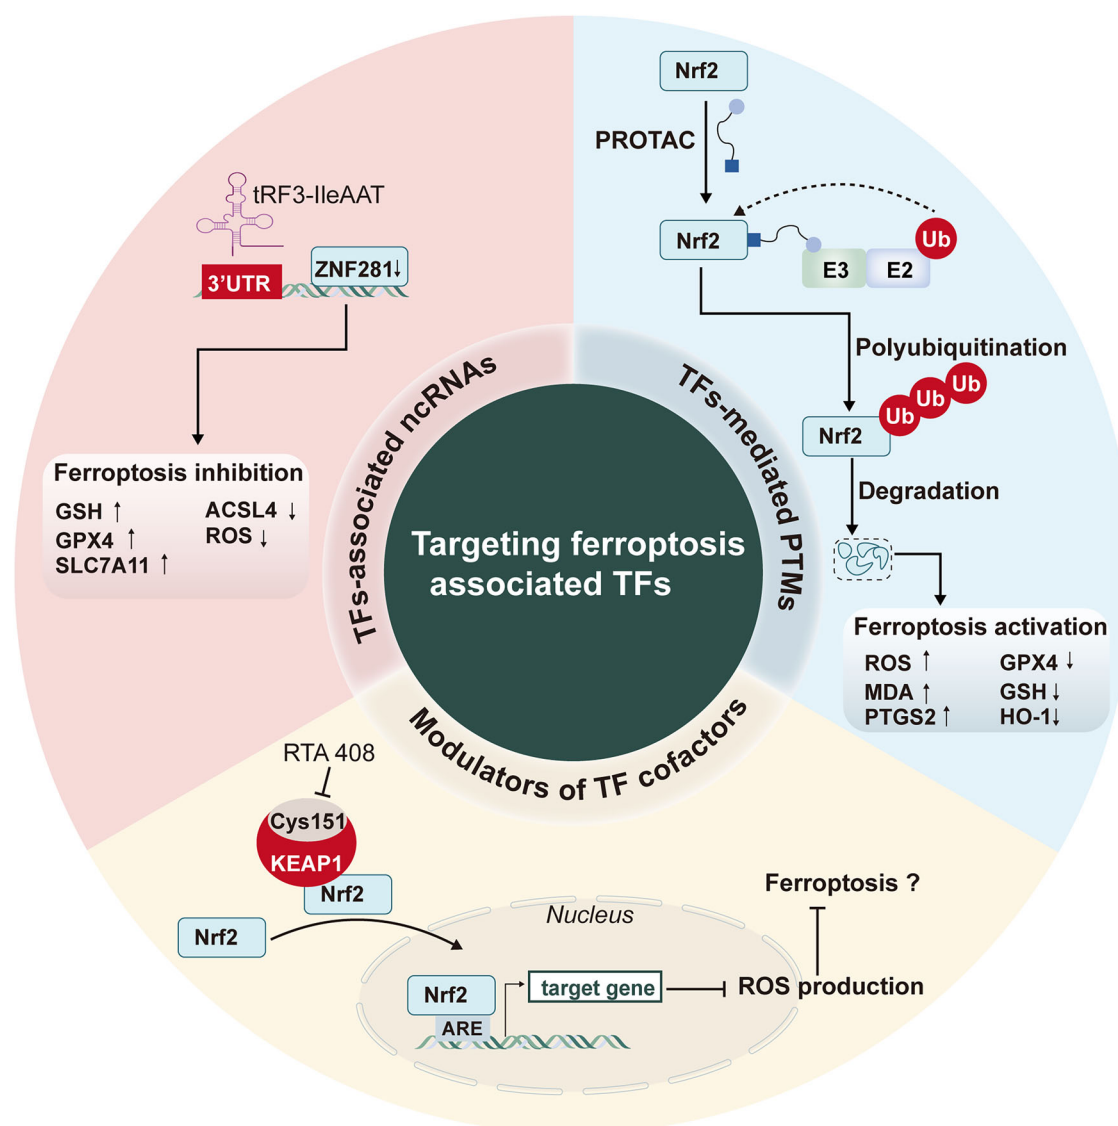 Targeting ferroptosis
associated TFs
TFs-associated ncRNAs
tRF3-IleAAT
3’UTR
ZNF281↓
Ferroptosis inhibition
GSH ↑
GPX4 ↑
SLC7A11 ↑
ACSL4 ↓
ROS ↓
TFs-mediated PTMs
Nrf2
PROTAC
Nrf2
E3
E2
Ub
Polyubiquitination
Nrf2
Ub
Ub
Ub
Degradation
Ferroptosis activation
ROS ↑
MDA ↑
PTGS2 ↑
GPX4 ↓
GSH ↓
HO-1↓
Modulators of TF cofactors
RTA 408
Cys151
KEAP1
Nrf2
Nrf2
Nucleus
Nrf2
ARE
target gene
ROS production
Ferroptosis ?